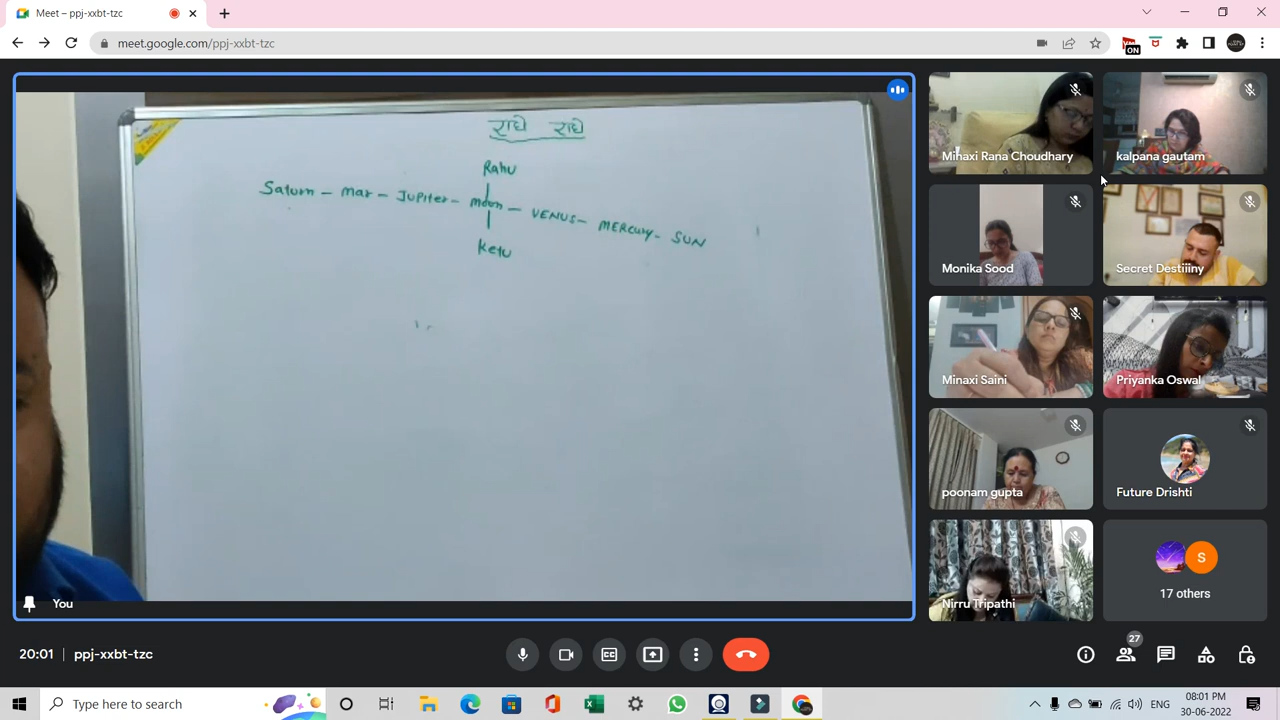 Meet – ppj-xxbt-tzc
meet.google.com/ppj-xxbt-tzc
ON
राधे राधे
Rahu
Saturn – Mar – Jupiter – Moon – VENUS – MERCURY – SUN
Ketu
You
Minaxi Rana Choudhary
kalpana gautam
Monika Sood
Secret Destiiny
Minaxi Saini
Priyanka Oswal
poonam gupta
Future Drishti
Nirru Tripathi
S
17 others
20:01 | ppj-xxbt-tzc
27
Type here to search
ENG
08:01 PM
30-06-2022